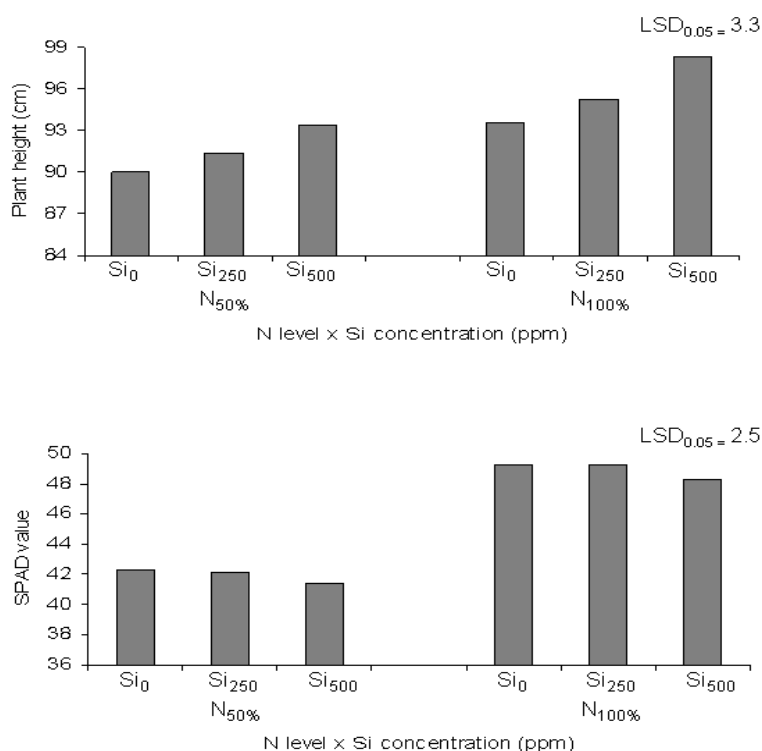 LSD0.05 = 3.3
99
96
93
90
87
84
Plant height (cm)
Si0 Si250 Si500 Si0 Si250 Si500
N50% N100%
N level x Si concentration (ppm)
LSD0.05 = 2.5
50
48
46
44
42
40
38
36
SPAD value
Si0 Si250 Si500 Si0 Si250 Si500
N50% N100%
N level x Si concentration (ppm)